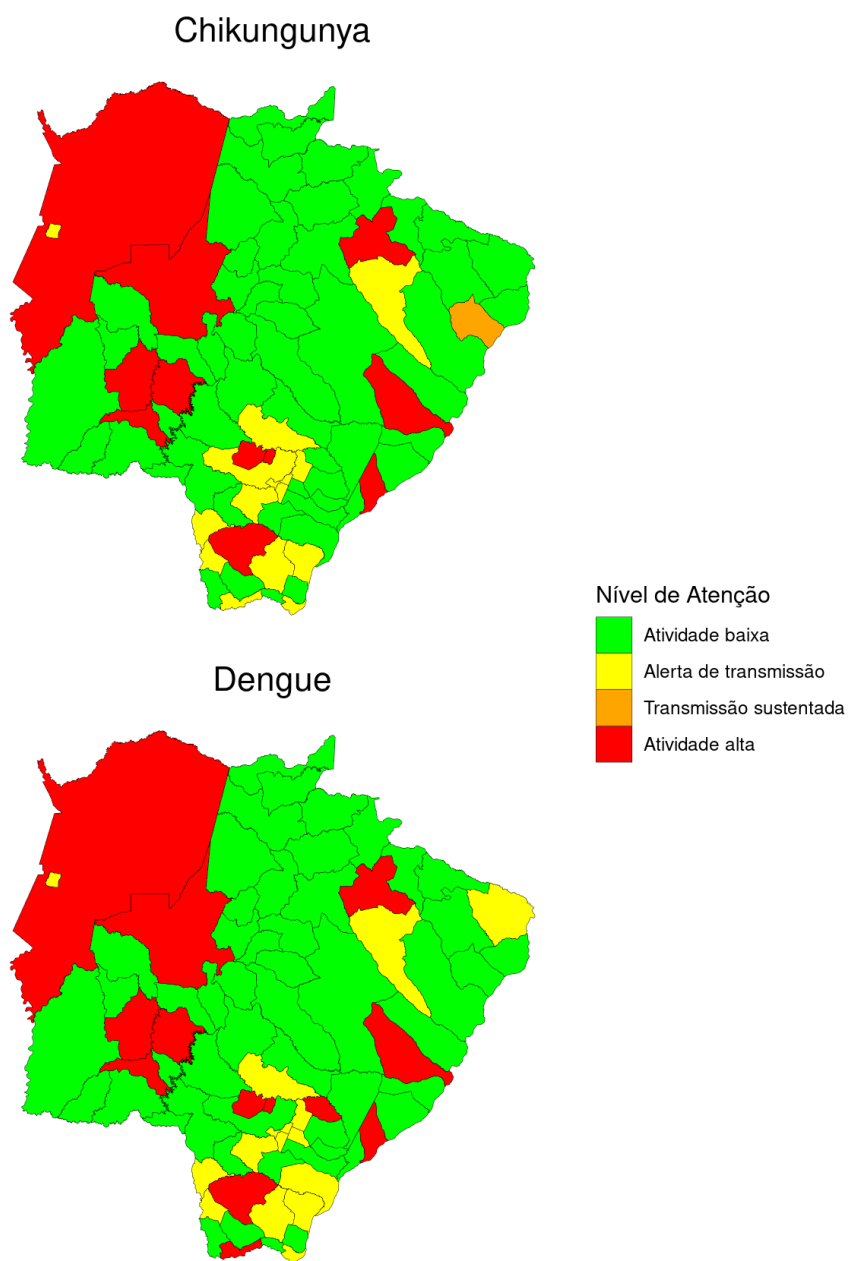 Chikungunya
Nível de Atenção
Atividade baixa
Alerta de transmissão
Transmissão sustentada
Atividade alta
Dengue